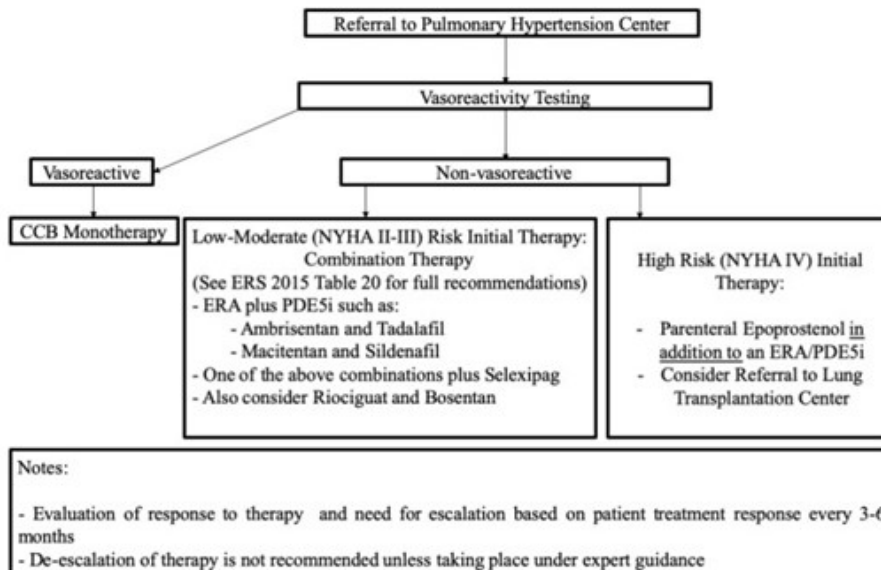 Referral to Pulmonary Hypertension Center
Vasoreactivity Testing
Vasoreactive
Non-vasoreactive
CCB Monotherapy
Low-Moderate (NYHA II-III) Risk Initial Therapy:
Combination Therapy
(See ERS 2015 Table 20 for full recommendations)
- ERA plus PDE5i such as:
- Ambrisentan and Tadalafil
- Macitentan and Sildenafil
- One of the above combinations plus Selexipag
- Also consider Riociguat and Bosentan
High Risk (NYHA IV) Initial
Therapy:
- Parenteral Epoprostenol in
addition to an ERA/PDE5i
- Consider Referral to Lung
Transplantation Center
Notes:
- Evaluation of response to therapy and need for escalation based on patient treatment response every 3-6
months
- De-escalation of therapy is not recommended unless taking place under expert guidance